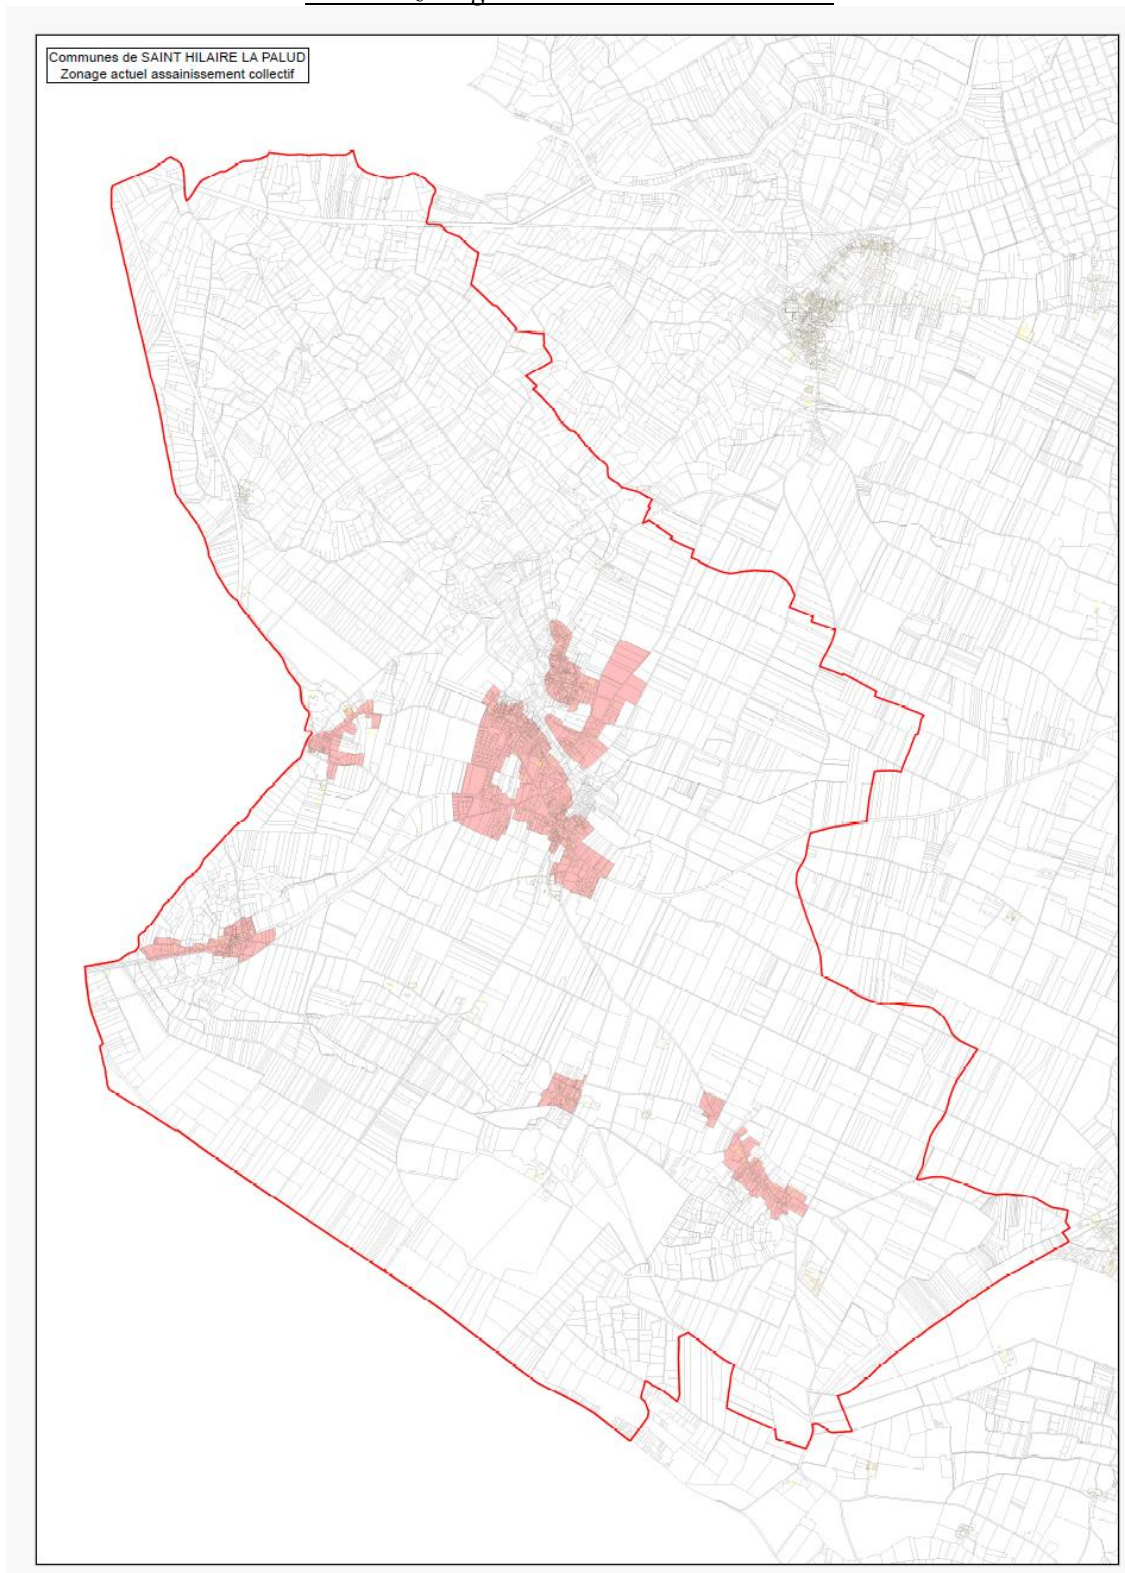 Communes de SAINT HILAIRE LA PALUD
Zonage actuel assainissement collectif